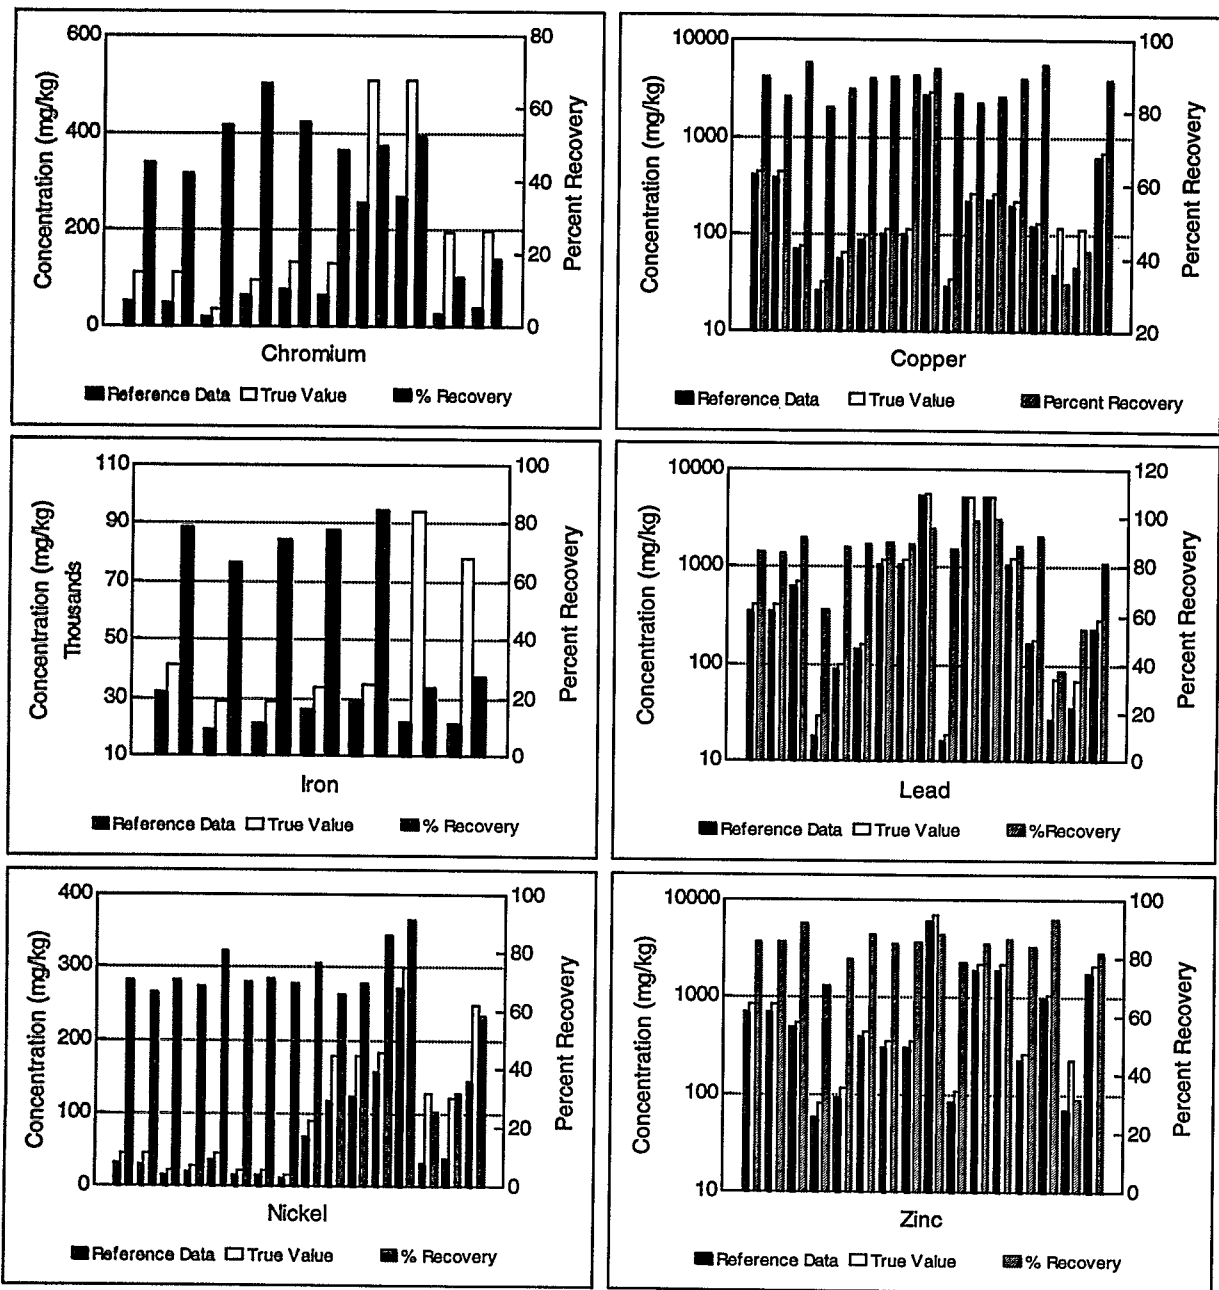 600
400
200
0
80
60
40
20
0
Concentration (mg/kg)
Percent Recovery
Chromium
Reference Data True Value % Recovery
10000
1000
100
10
100
80
60
40
20
Concentration (mg/kg)
Percent Recovery
Copper
Reference Data True Value Percent Recovery
110
90
70
50
30
10
100
80
60
40
20
0
Concentration (mg/kg)
Thousands
Percent Recovery
Iron
Reference Data True Value % Recovery
10000
1000
100
10
120
100
80
60
40
20
0
Concentration (mg/kg)
Percent Recovery
Lead
Reference Data True Value %Recovery
400
300
200
100
0
100
80
60
40
20
0
Concentration (mg/kg)
Percent Recovery
Nickel
Reference Data True Value % Recovery
10000
1000
100
10
100
80
60
40
20
0
Concentration (mg/kg)
Percent Recovery
Zinc
Reference Data True Value % Recovery